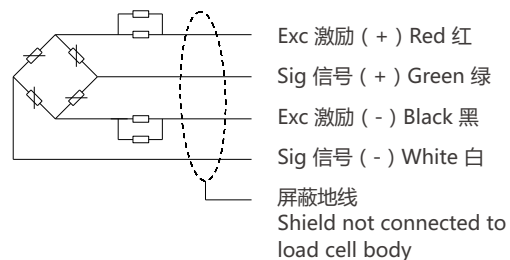 Exc 激励 ( + ) Red 红
Sig 信号 ( + ) Green 绿
Exc 激励 ( - ) Black 黑
Sig 信号 ( - ) White 白
屏蔽地线
Shield not connected to
load cell body